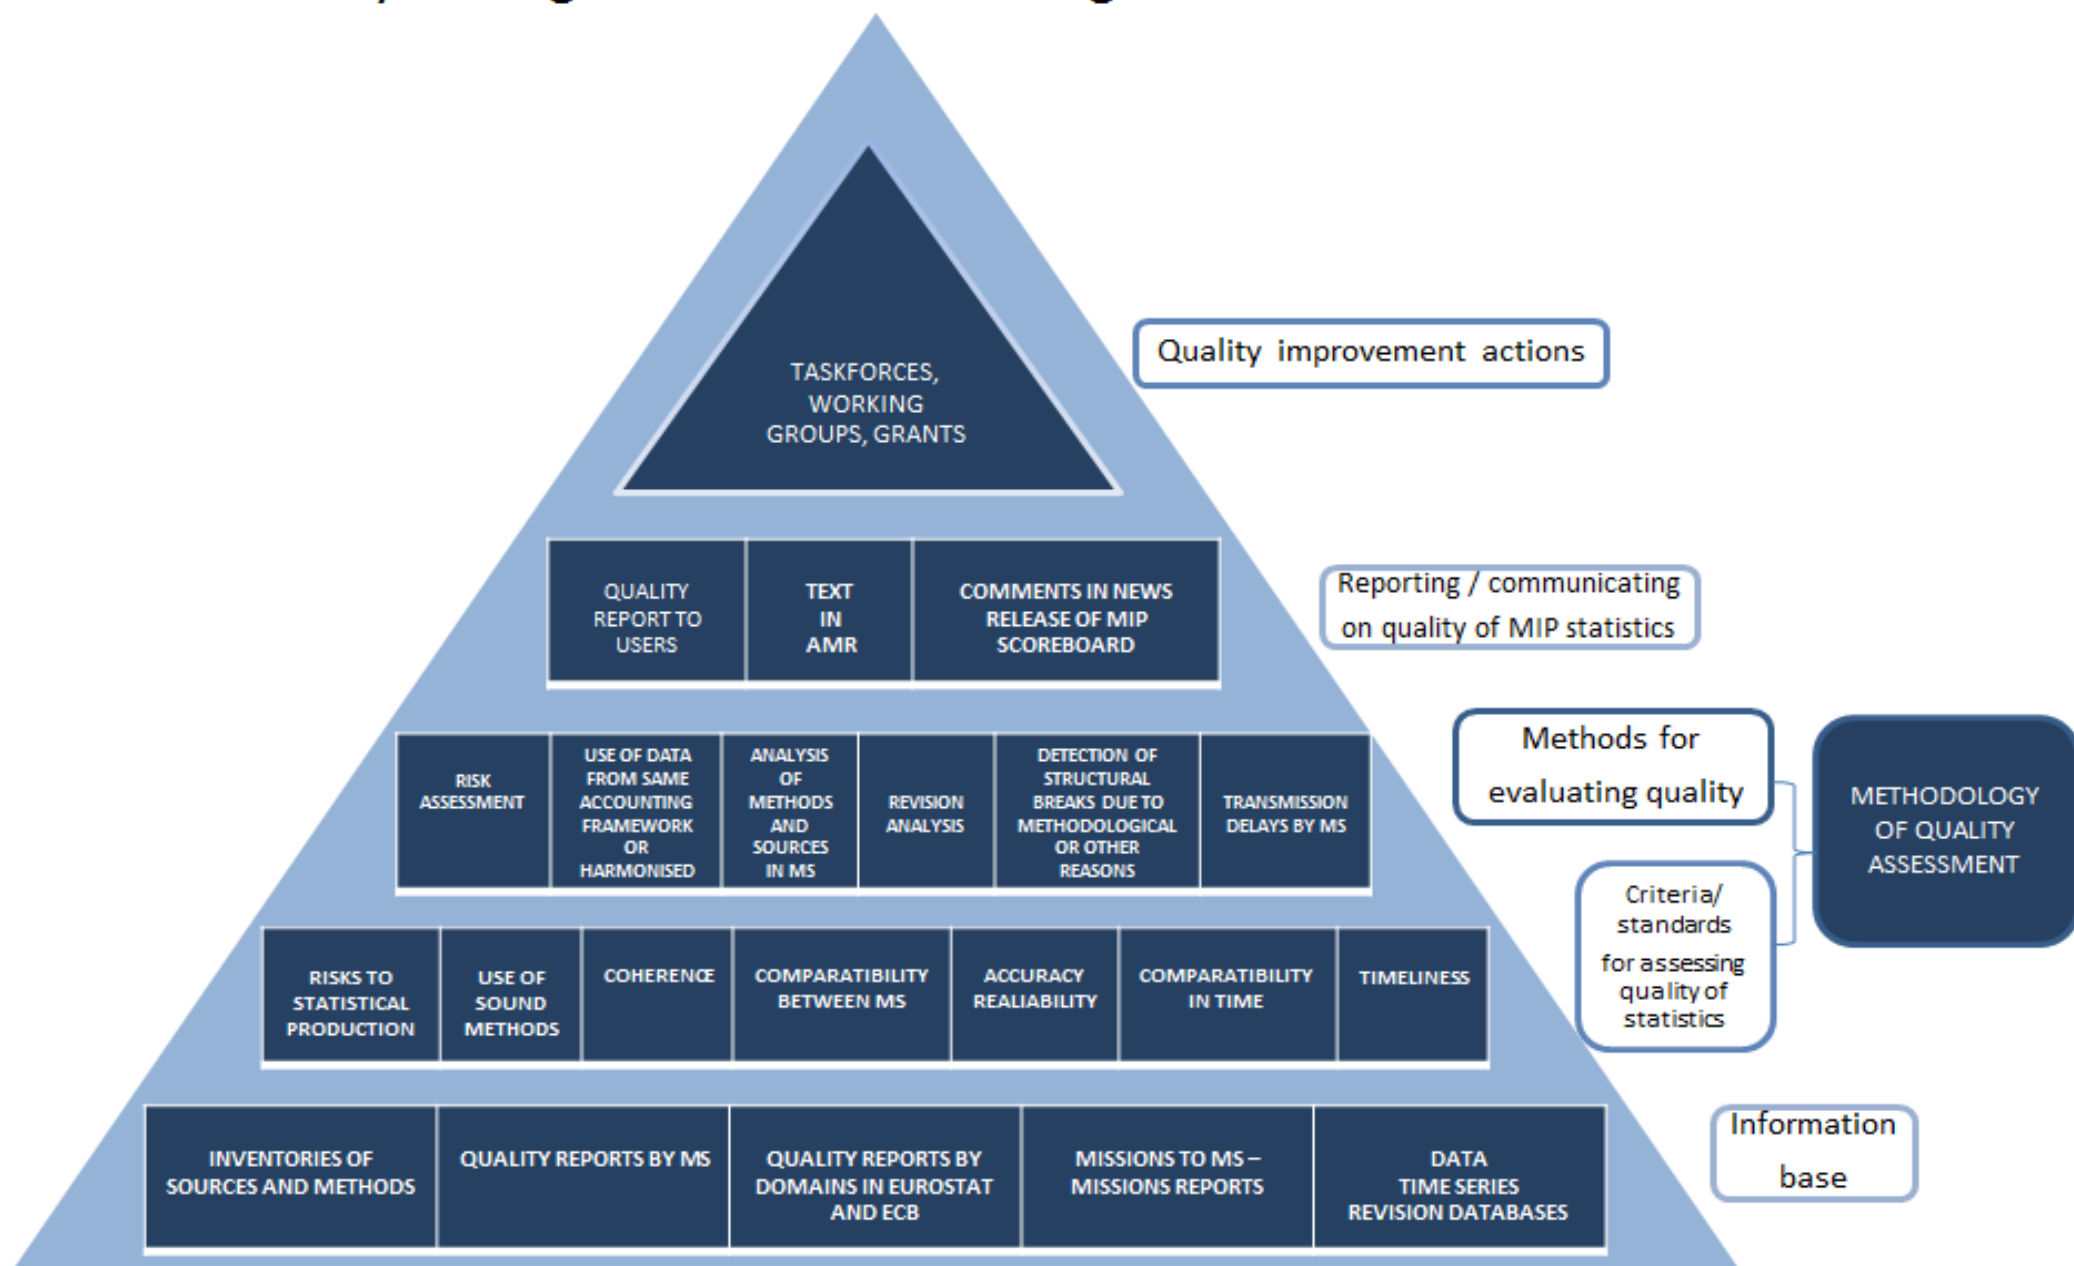 TASKFORCES,
WORKING
GROUPS, GRANTS
Quality improvement actions
QUALITY
REPORT TO
USERS
TEXT
IN
AMR
COMMENTS IN NEWS
RELEASE OF MIP
SCOREBOARD
Reporting / communicating
on quality of MIP statistics
RISK
ASSESSMENT
USE OF DATA
FROM SAME
ACCOUNTING
FRAMEWORK
OR
HARMONISED
ANALYSIS
OF
METHODS
AND
SOURCES
IN MS
REVISION
ANALYSIS
DETECTION OF
STRUCTURAL
BREAKS DUE TO
METHODOLOGICAL
OR OTHER
REASONS
TRANSMISSION
DELAYS BY MS
Methods for
evaluating quality
METHODOLOGY
OF QUALITY
ASSESSMENT
RISKS TO
STATISTICAL
PRODUCTION
USE OF
SOUND
METHODS
COHERENCE
COMPARATIBILITY
BETWEEN MS
ACCURACY
REALIABILITY
COMPARATIBILITY
IN TIME
TIMELINESS
Criteria/
standards
for assessing
quality of
statistics
INVENTORIES OF
SOURCES AND METHODS
QUALITY REPORTS BY MS
QUALITY REPORTS BY
DOMAINS IN EUROSTAT
AND ECB
MISSIONS TO MS –
MISSIONS REPORTS
DATA
TIME SERIES
REVISION DATABASES
Information
base